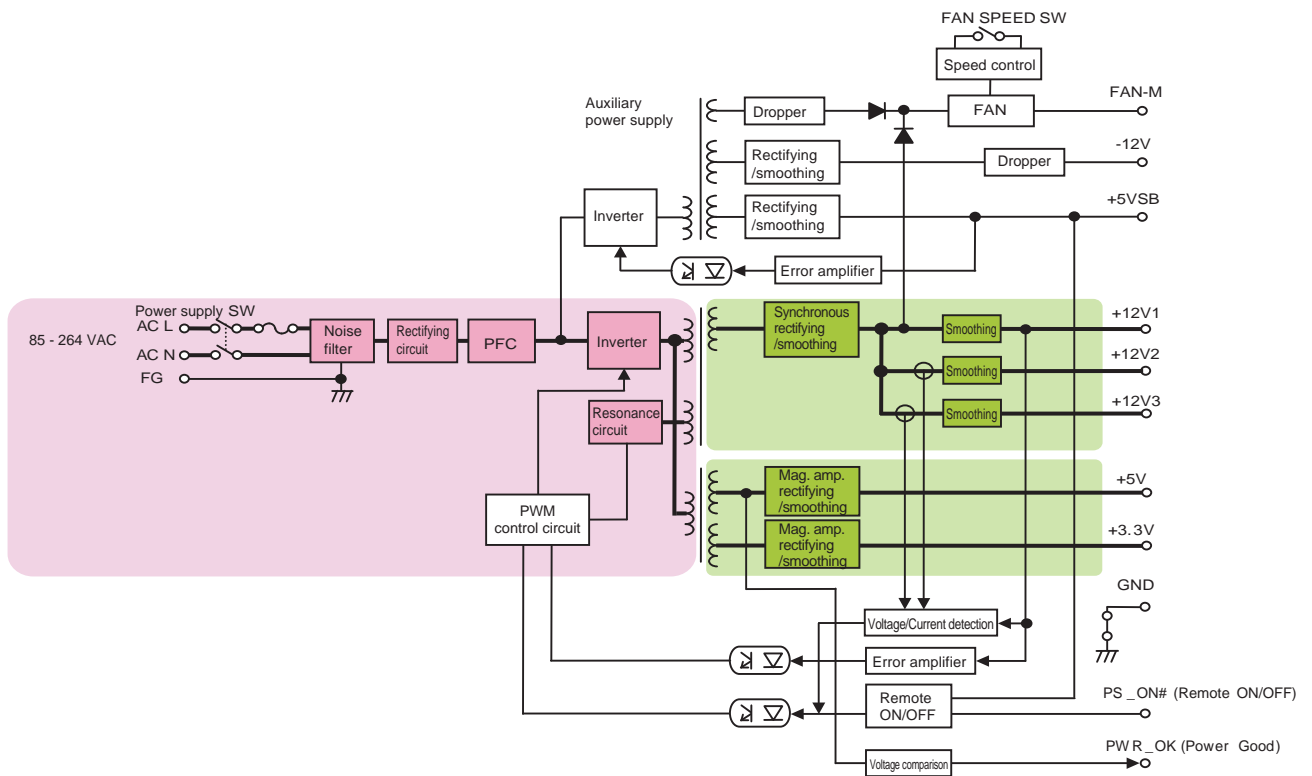 FAN SPEED SW
Speed control
FAN-M
Auxiliary
power supply
Dropper
FAN
-12V
Rectifying
/smoothing
Dropper
+5VSB
Inverter
Rectifying
/smoothing
Error amplifier
Power supply SW
AC L
85 - 264 VAC
AC N
FG
Noise
filter
Rectifying
circuit
PFC
Inverter
Synchronous
rectifying
/smoothing
Smoothing
+12V1
Smoothing
+12V2
Smoothing
+12V3
Resonance
circuit
PWM
control circuit
Mag. amp.
rectifying
/smoothing
+5V
Mag. amp.
rectifying
/smoothing
+3.3V
GND
Voltage/Current detection
Error amplifier
Remote
ON/OFF
PS_ON# (Remote ON/OFF)
Voltage comparison
PWR_OK (Power Good)